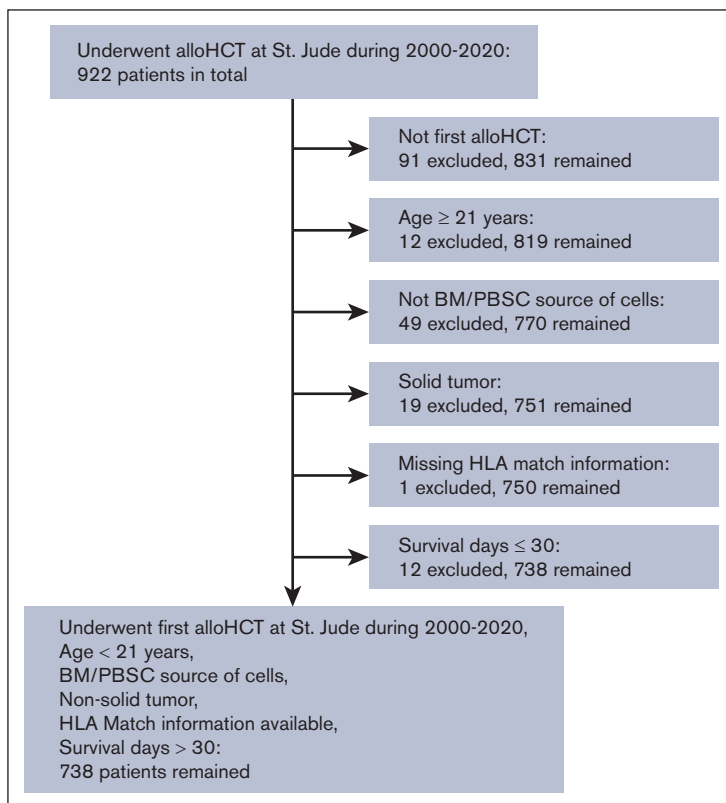 Underwent alloHCT at St. Jude during 2000-2020:
922 patients in total
Not first alloHCT:
91 excluded, 831 remained
Age ≥ 21 years:
12 excluded, 819 remained
Not BM/PBSC source of cells:
49 excluded, 770 remained
Solid tumor:
19 excluded, 751 remained
Missing HLA match information:
1 excluded, 750 remained
Survival days ≤ 30:
12 excluded, 738 remained
Underwent first alloHCT at St. Jude during 2000-2020,
Age < 21 years,
BM/PBSC source of cells,
Non-solid tumor,
HLA Match information available,
Survival days > 30:
738 patients remained